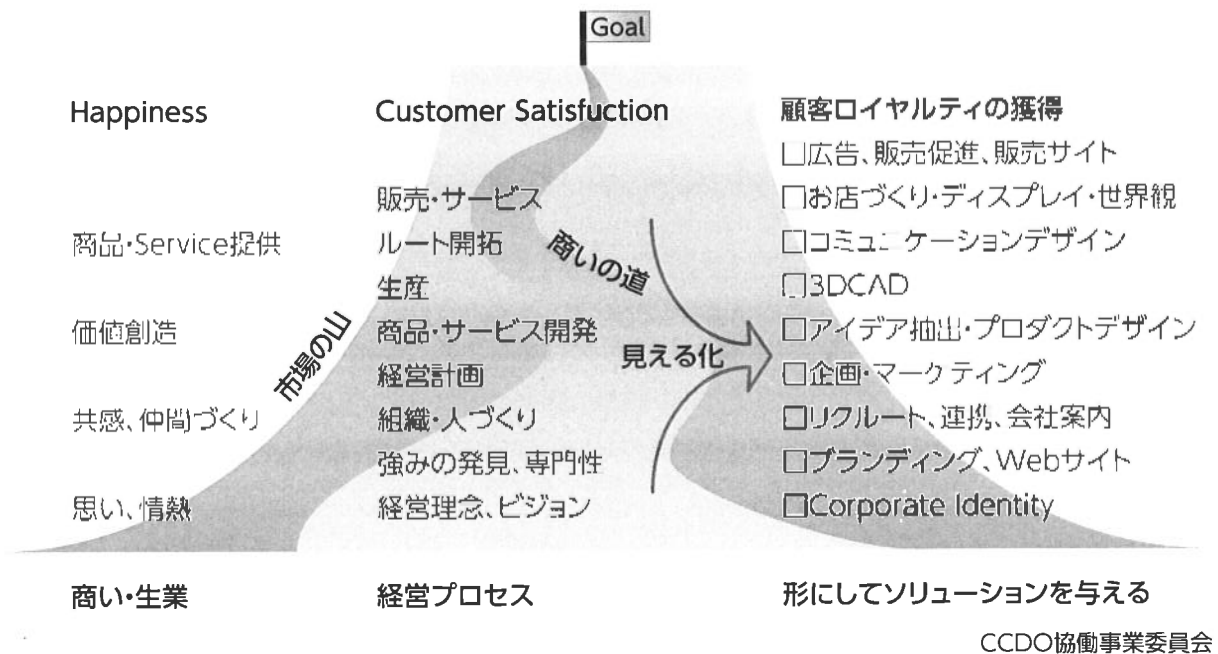 Goal
Happiness
Customer Satisfuction
顧客ロイヤルティの獲得
□広告、販売促進、販売サイト
販売・サービス
□お店づくり・ディスプレイ・世界観
商品・Service提供
ルート開拓
商いの道
□コミュニケーションデザイン
生産
□3DCAD
価値創造
市場の山
商品・サービス開発
見える化
□アイデア抽出・プロダクトデザイン
経営計画
□企画・マーケティング
共感、仲間づくり
組織・人づくり
□リクルート、連携、会社案内
強みの発見、専門性
□ブランディング、Webサイト
思い、情熱
経営理念、ビジョン
□Corporate Identity
商い・生業
経営プロセス
形にしてソリューションを与える
CCDO協働事業委員会